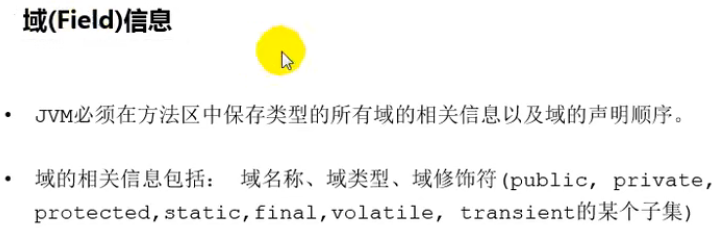 域(Field)信息
• JVM必须在方法区中保存类型的所有域的相关信息以及域的声明顺序。
• 域的相关信息包括： 域名称、域类型、域修饰符(public, private,
protected,static,final,volatile, transient的某个子集)